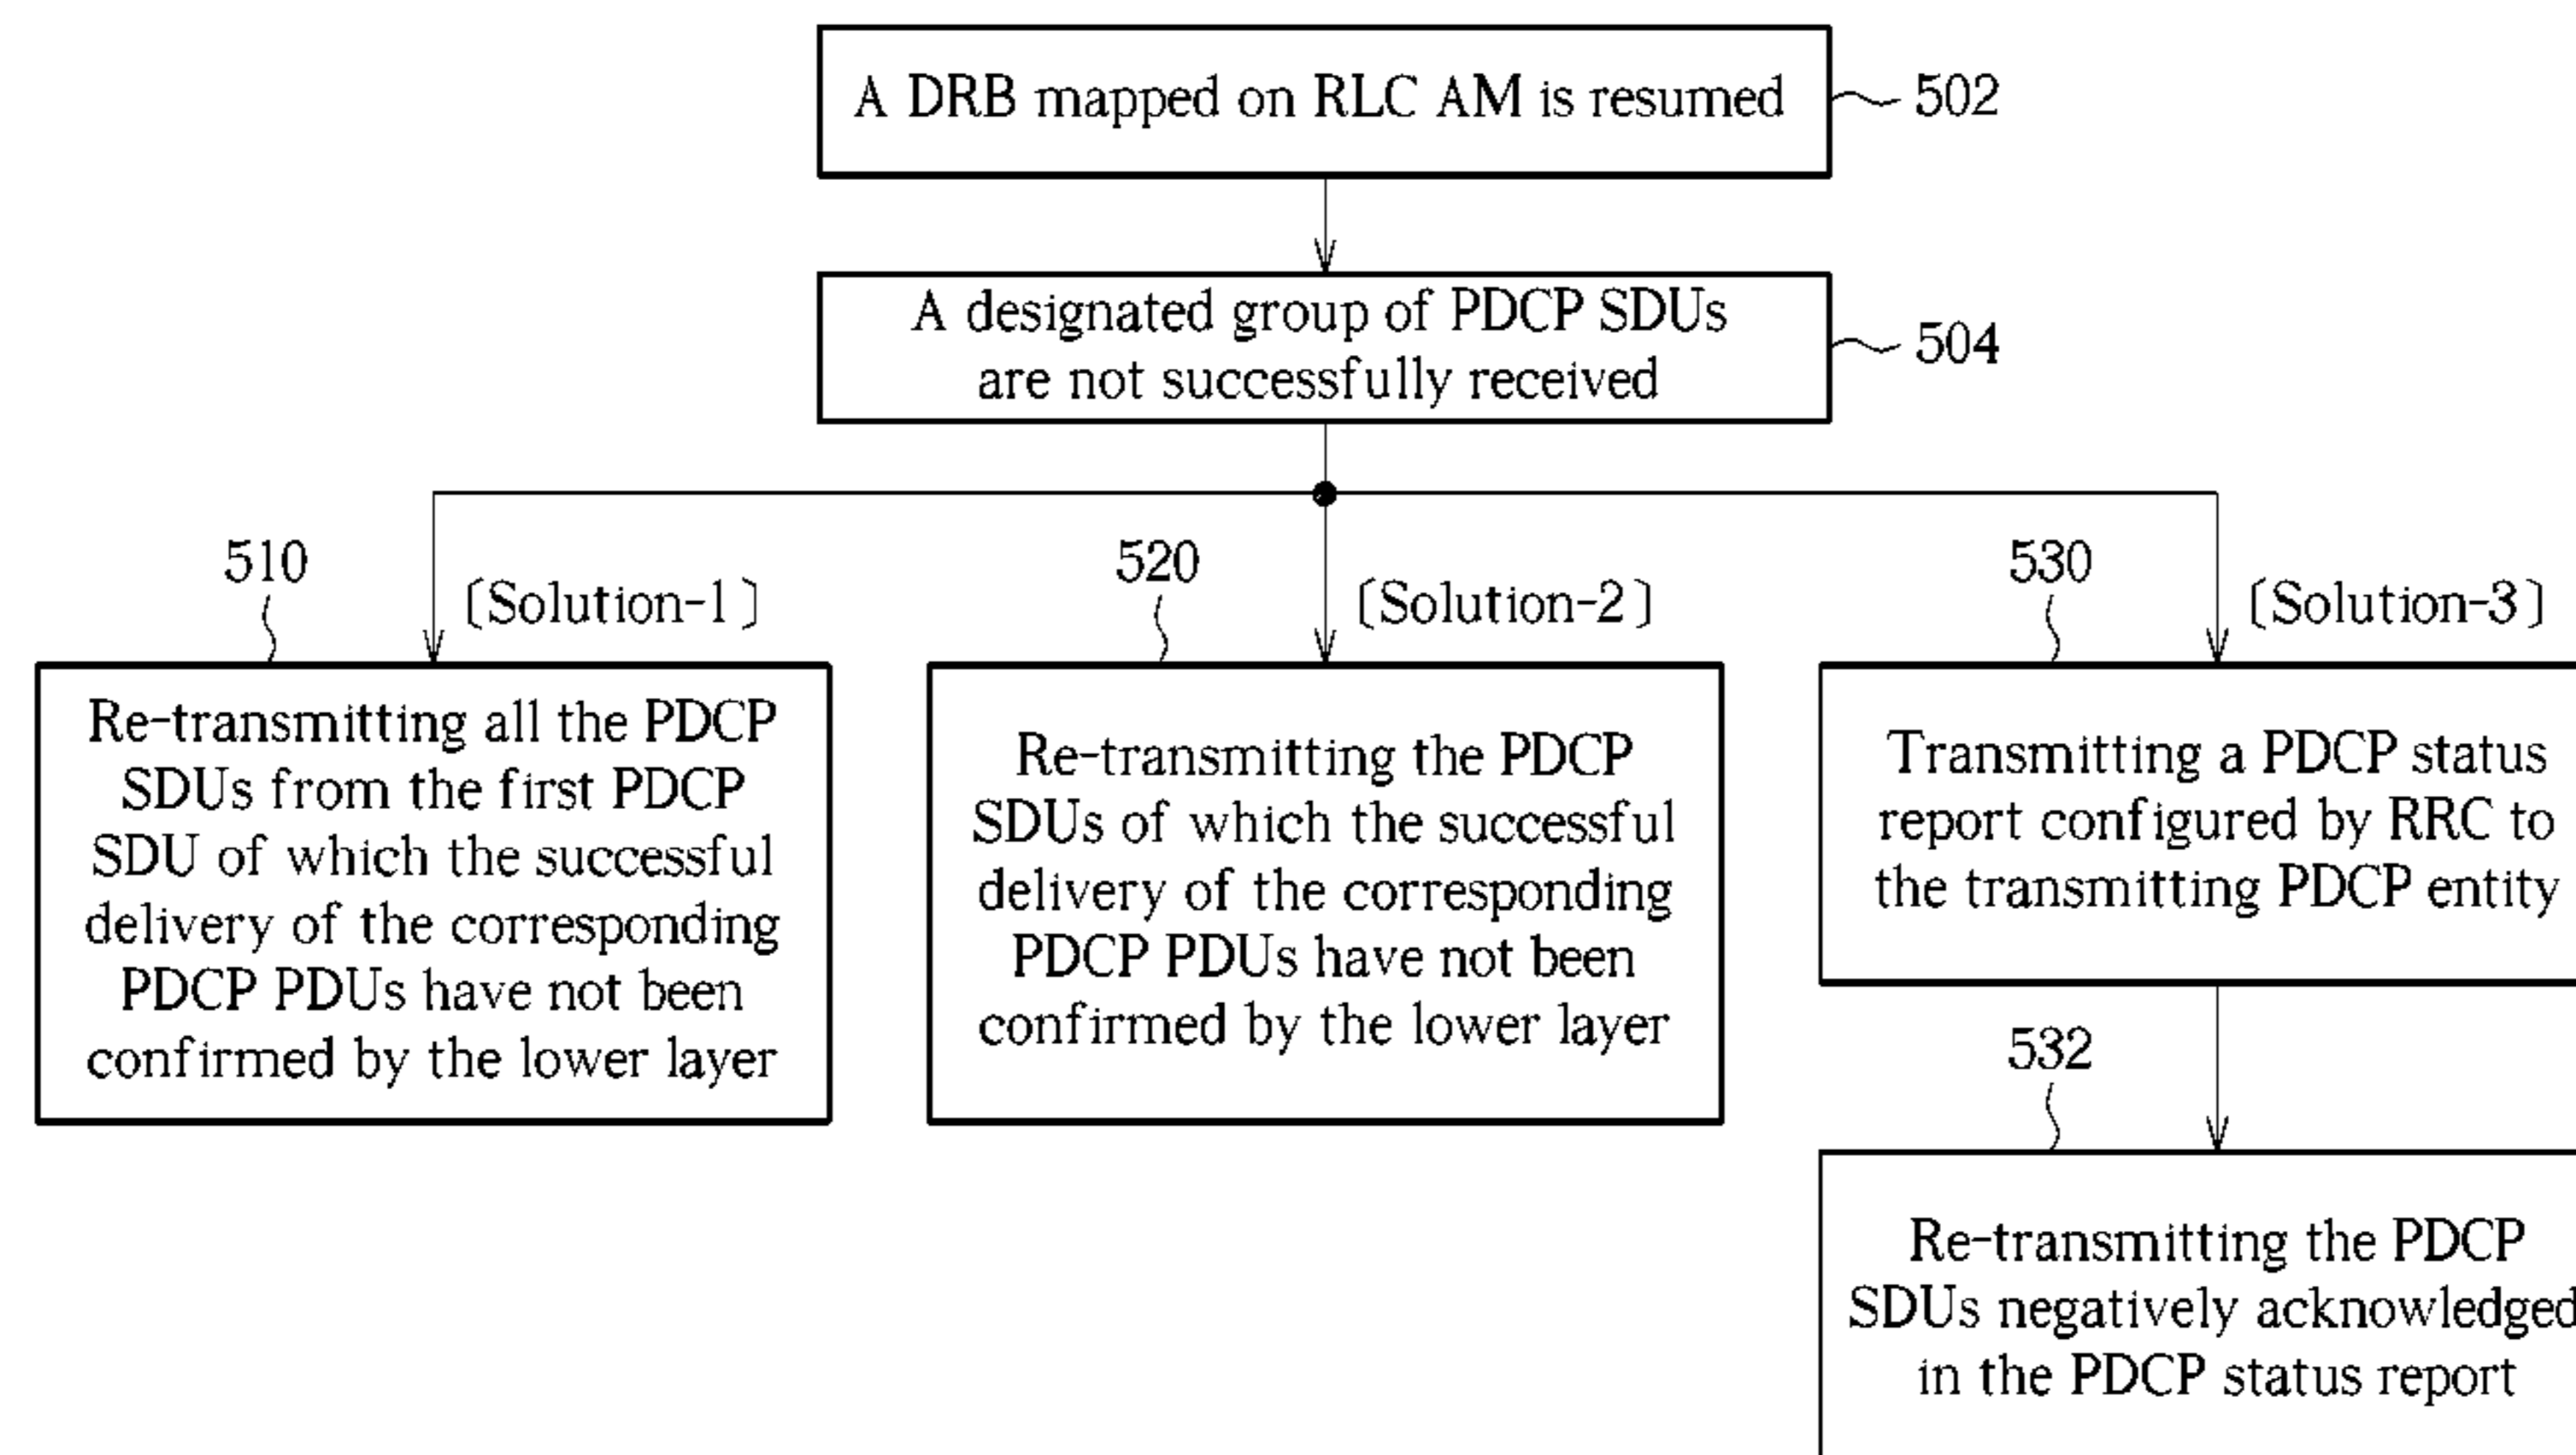 A DRB mapped on RLC AM is resumed
502
A designated group of PDCP SDUs
are not successfully received
504
510
[Solution-1]
Re-transmitting all the PDCP
SDUs from the first PDCP
SDU of which the successful
delivery of the corresponding
PDCP PDUs have not been
confirmed by the lower layer
520
[Solution-2]
Re-transmitting the PDCP
SDUs of which the successful
delivery of the corresponding
PDCP PDUs have not been
confirmed by the lower layer
530
[Solution-3]
Transmitting a PDCP status
report configured by RRC to
the transmitting PDCP entity
532
Re-transmitting the PDCP
SDUs negatively acknowledged
in the PDCP status report